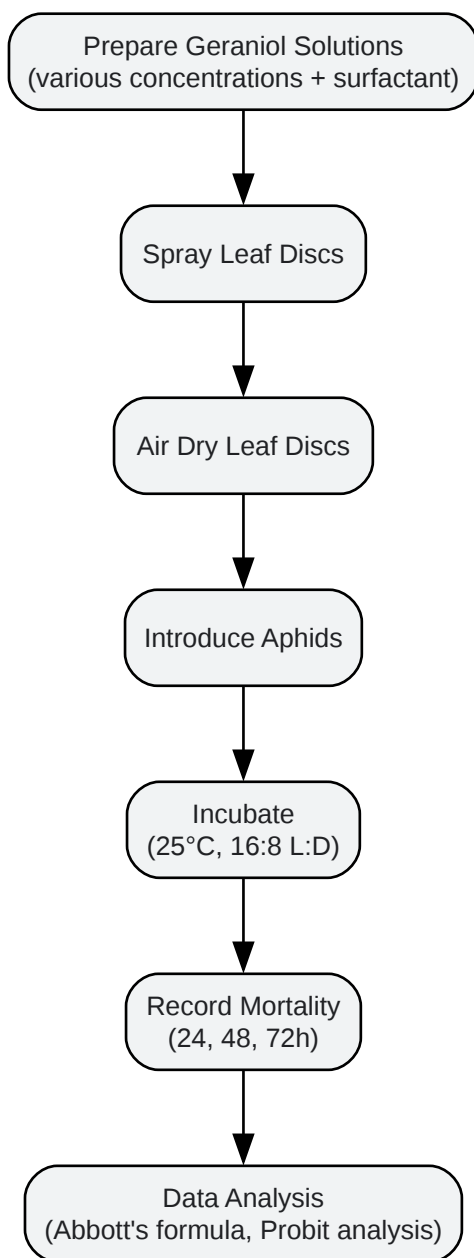 Prepare Geraniol Solutions
(various concentrations + surfactant)
Spray Leaf Discs
Air Dry Leaf Discs
Introduce Aphids
Incubate
(25°C, 16:8 L:D)
Record Mortality
(24, 48, 72h)
Data Analysis
(Abbott's formula, Probit analysis)